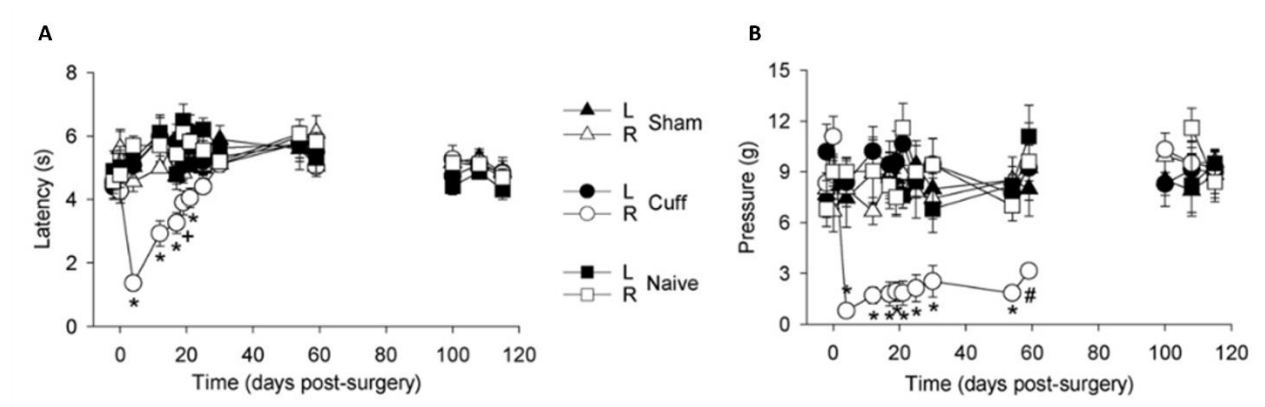 A
B
8
6
4
2
0
Latency (s)
0 20 40 60 80 100 120
Time (days post-surgery)
* * * + *
L
R
Sham
L
R
Cuff
L
R
Naive
15
12
9
6
3
0
Pressure (g)
0 20 40 60 80 100 120
Time (days post-surgery)
* * * * * * * * #